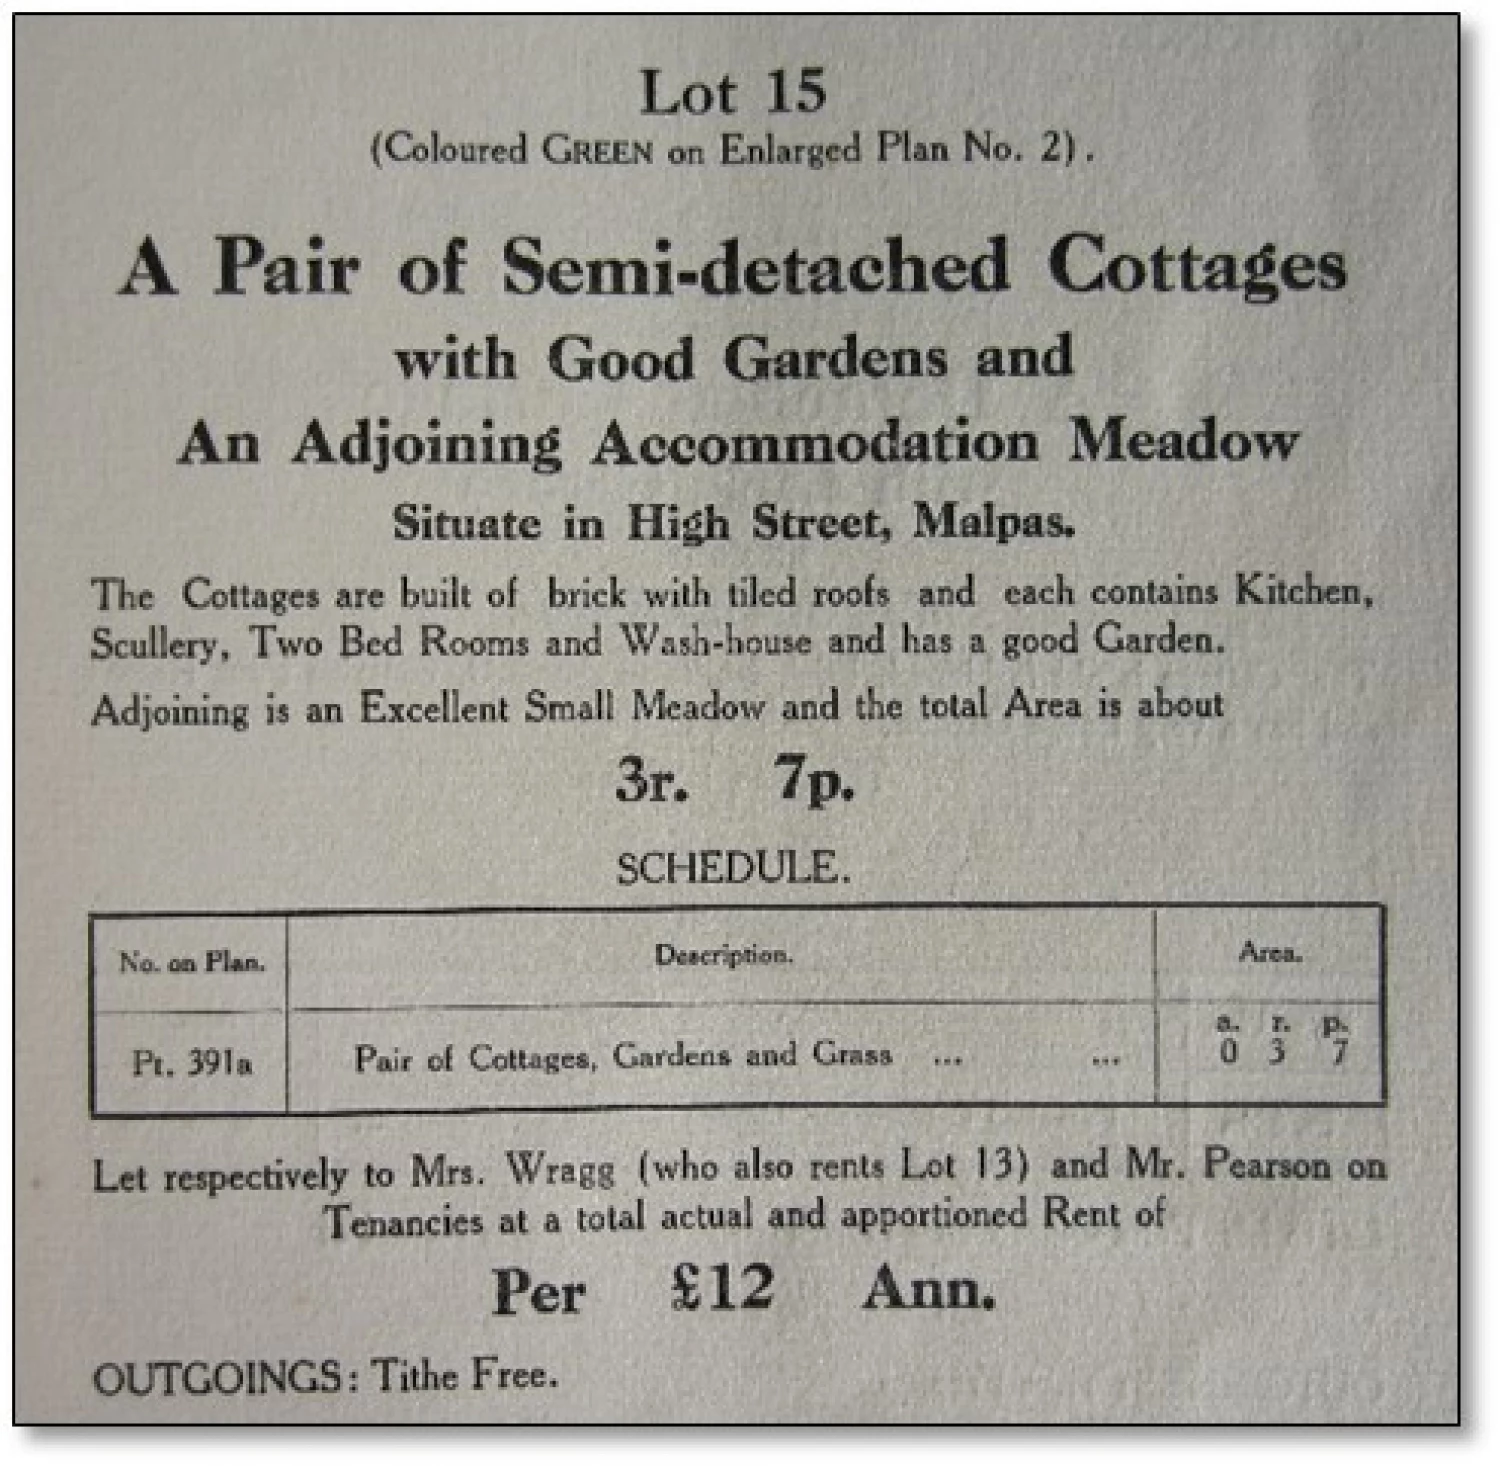 Lot 15
(Coloured GREEN on Enlarged Plan No. 2).
A Pair of Semi-detached Cottages
with Good Gardens and
An Adjoining Accommodation Meadow
Situate in High Street, Malpas.
The Cottages are built of brick with tiled roofs and each contains Kitchen,
Scullery, Two Bed Rooms and Wash-house and has a good Garden.
Adjoining is an Excellent Small Meadow and the total Area is about
3r. 7p.
SCHEDULE.
No. on Plan. Description. Area.
a. r. p.
Pt. 391a Pair of Cottages, Gardens and Grass ... ... 0 3 7
Let respectively to Mrs. Wragg (who also rents Lot 13) and Mr. Pearson on
Tenancies at a total actual and apportioned Rent of
Per £12 Ann.
OUTGOINGS: Tithe Free.